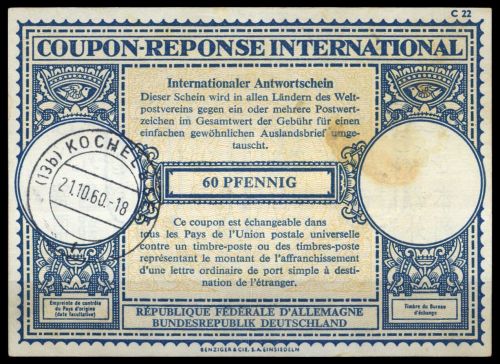 C 22
COUPON-REPONSE INTERNATIONAL
Internationaler Antwortschein
Dieser Schein wird in allen Ländern des Welt-
postvereins gegen ein oder mehrere Postwert-
zeichen im Gesamtwert der Gebühr für einen
einfachen gewöhnlichen Auslandsbrief umge-
tauscht.
(13b) KOCHEL
21.10.60.-18
60 PFENNIG
Ce coupon est échangeable dans
tous les Pays de l'Union postale universelle
contre un timbre-poste ou des timbres-poste
représentant le montant de l'affranchissement
d'une lettre ordinaire de port simple à desti-
nation de l'étranger.
Empreinte de contrôle
du Pays d'origine
(date facultative)
Timbre du Bureau
d'échange
RÉPUBLIQUE FÉDÉRALE D'ALLEMAGNE
BUNDESREPUBLIK DEUTSCHLAND
BENZIGER & CIE. S.A. EINSIEDELN